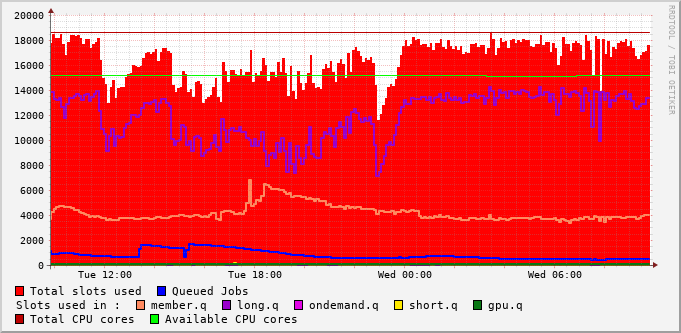 20000
18000
16000
14000
12000
10000
8000
6000
4000
2000
0
Tue 12:00 Tue 18:00 Wed 00:00 Wed 06:00
RRDTOOL / TOBI OETIKER
Total slots used Queued Jobs
Slots used in : member.q long.q ondemand.q short.q gpu.q
Total CPU cores Available CPU cores